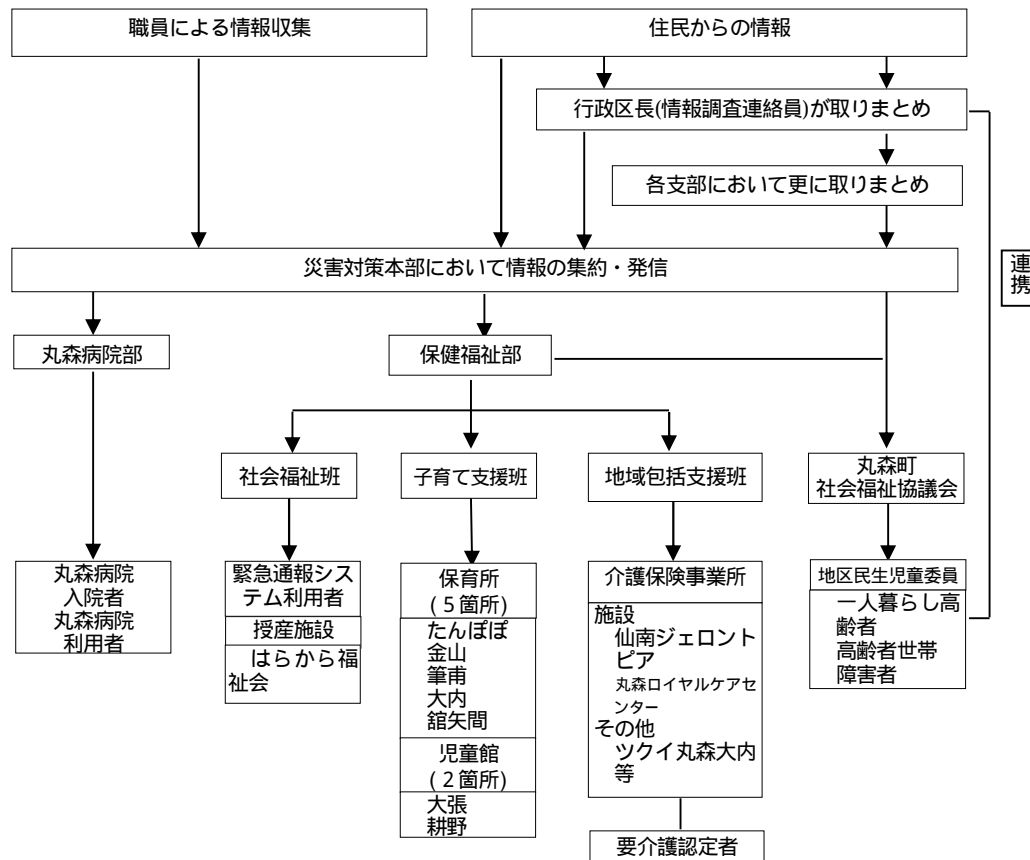 職員による情報収集
住民からの情報
行政区長(情報調査連絡員)が取りまとめ
各支部において更に取りまとめ
災害対策本部において情報の集約・発信
連
携
丸森病院部
保健福祉部
社会福祉班
子育て支援班
地域包括支援班
丸森町
社会福祉協議会
丸森病院
入院者
丸森病院
利用者
緊急通報シス
テム利用者
授産施設
はらから福
祉会
保育所
(５箇所)
たんぽぽ
金山
筆甫
大内
舘矢間
児童館
(２箇所)
大張
耕野
介護保険事業所
施設
仙南ジェロント
ピア
丸森ロイヤルケアセ
ンター
その他
ツクイ丸森大内
等
要介護認定者
地区民生児童委員
一人暮らし高
齢者
高齢者世帯
障害者